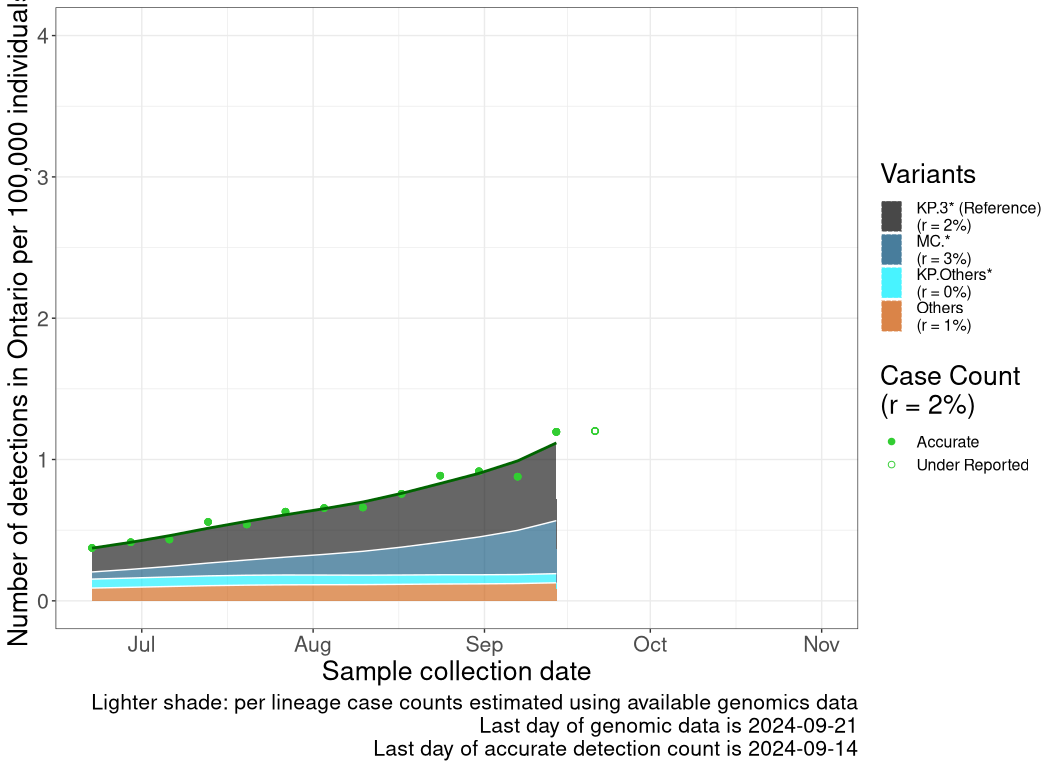 Number of detections in Ontario per 100,000 individuals
4
3
2
1
0
Jul
Aug
Sep
Oct
Nov
Sample collection date
Lighter shade: per lineage case counts estimated using available genomics data
Last day of genomic data is 2024-09-21
Last day of accurate detection count is 2024-09-14
Variants
KP.3* (Reference)
(r = 2%)
MC.*
(r = 3%)
KP.Others*
(r = 0%)
Others
(r = 1%)
Case Count
(r = 2%)
Accurate
Under Reported